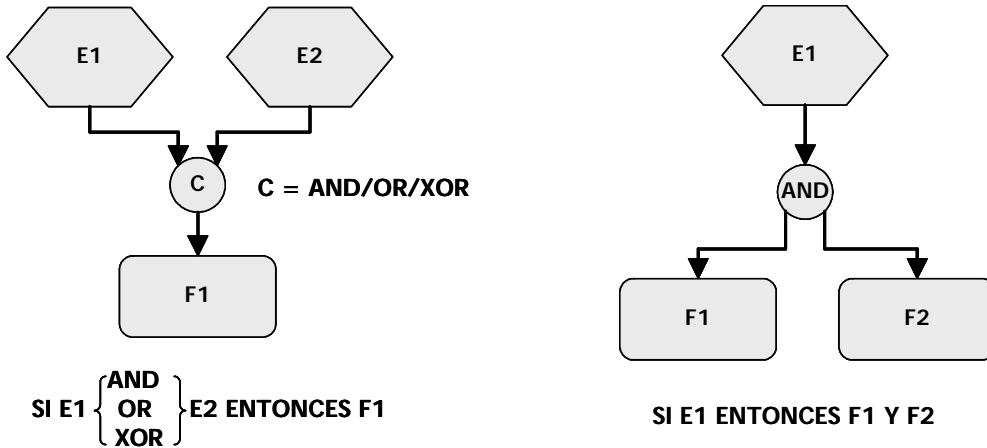 E1
E2
C
C = AND/OR/XOR
F1
SI E1 { AND OR XOR } E2 ENTONCES F1
E1
AND
F1
F2
SI E1 ENTONCES F1 Y F2